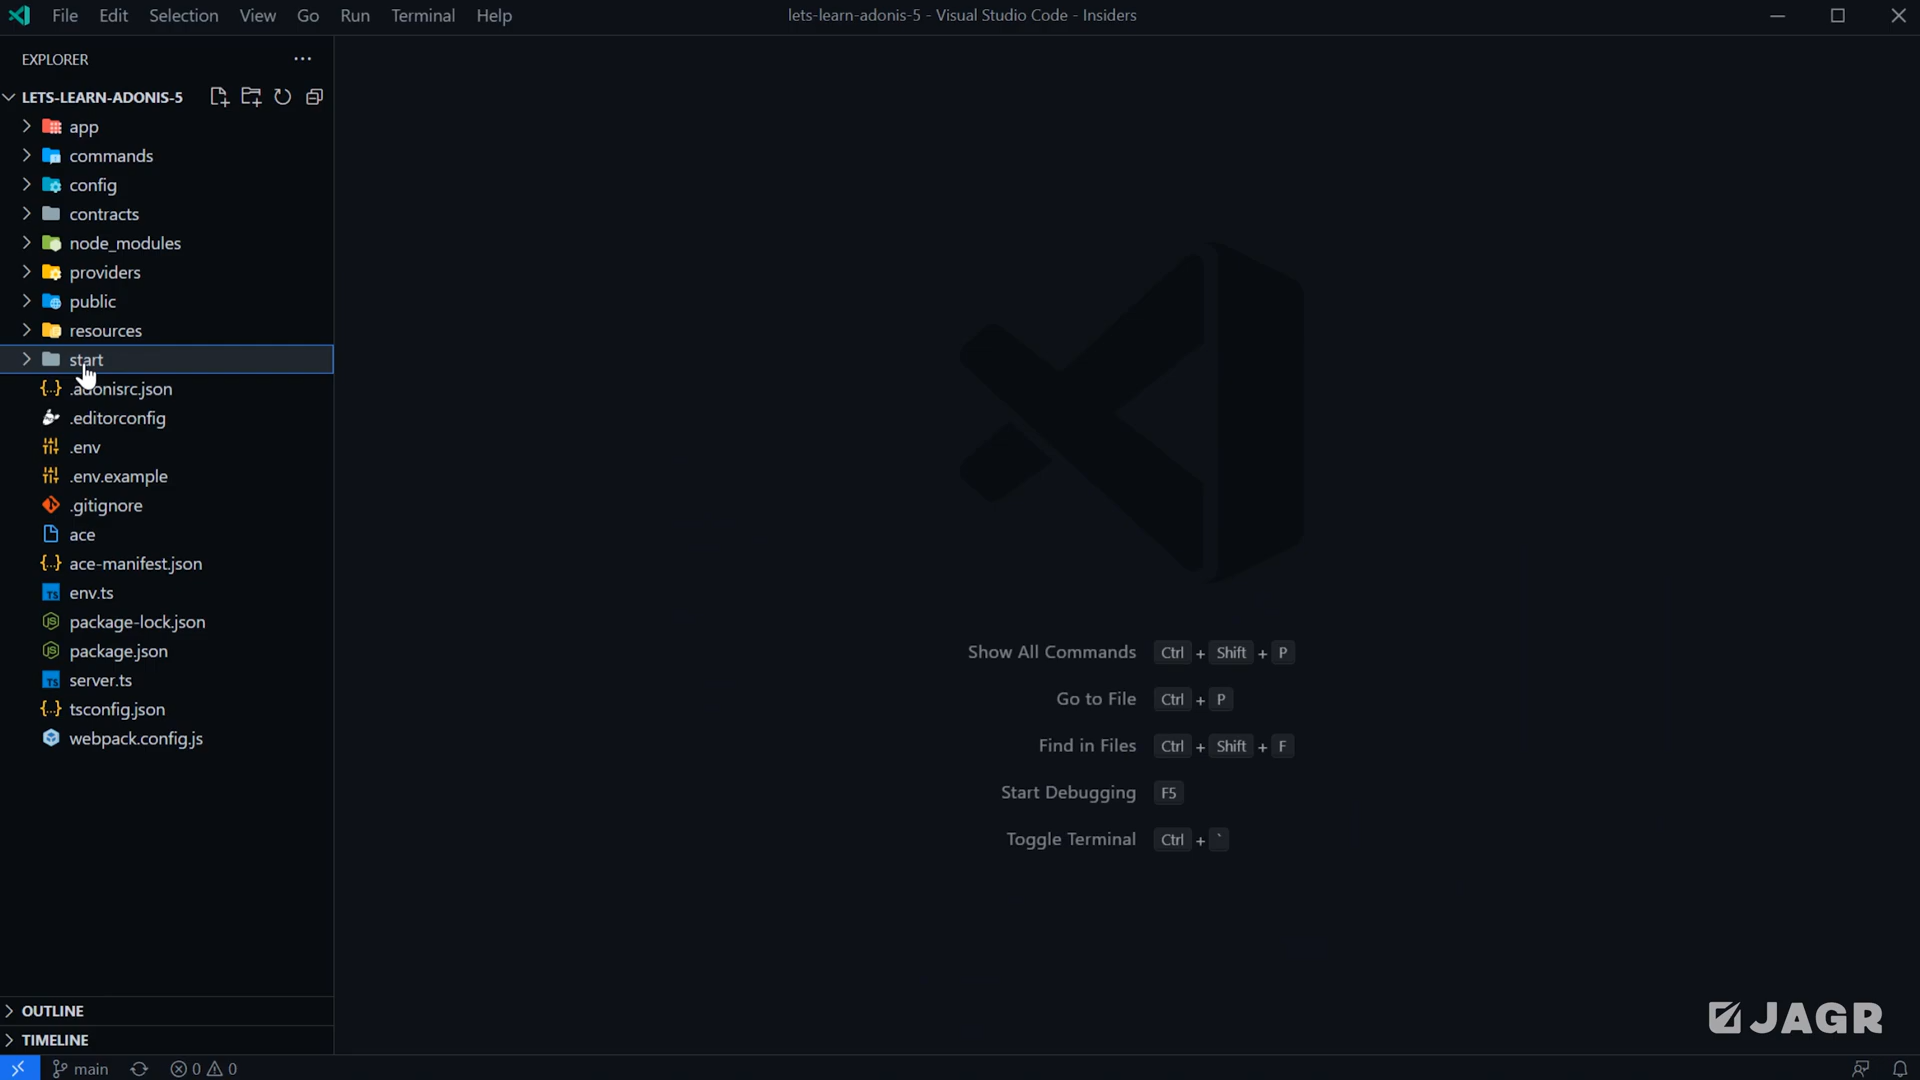 File Edit Selection View Go Run Terminal Help
lets-learn-adonis-5 - Visual Studio Code - Insiders
EXPLORER
LETS-LEARN-ADONIS-5
app
commands
config
contracts
node_modules
providers
public
resources
start
.adonisrc.json
.editorconfig
.env
.env.example
.gitignore
ace
ace-manifest.json
env.ts
package-lock.json
package.json
server.ts
tsconfig.json
webpack.config.js
Show All Commands Ctrl + Shift + P
Go to File Ctrl + P
Find in Files Ctrl + Shift + F
Start Debugging F5
Toggle Terminal Ctrl + `
OUTLINE
TIMELINE
JAGR
main 0 0